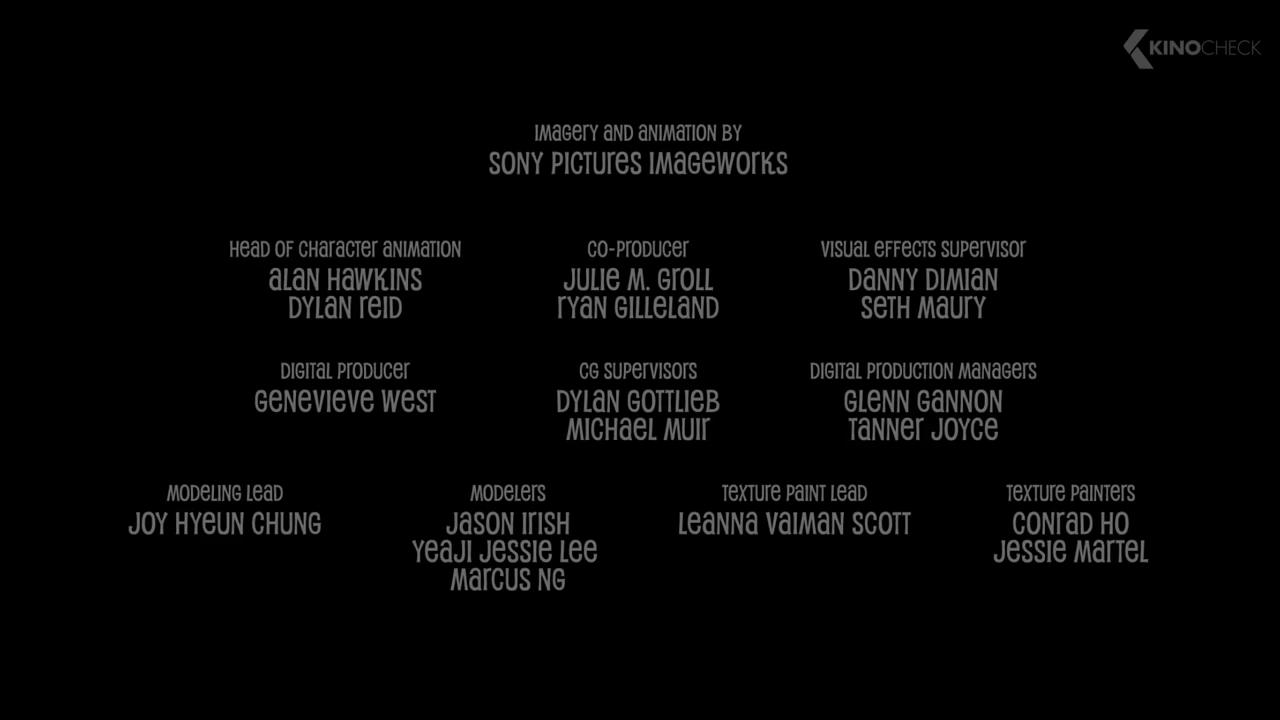 KINOCHECK
IMAGERY AND ANIMATION BY
SONY PICTURES IMAGEWORKS
HEAD OF CHARACTER ANIMATION
ALAN HAWKINS
DYLAN REID
CO-PRODUCER
JULIE M. GROLL
RYAN GILLELAND
VISUAL EFFECTS SUPERVISOR
DANNY DIMIAN
SETH MAURY
DIGITAL PRODUCER
GENEVIEVE WEST
CG SUPERVISORS
DYLAN GOTTLIEB
MICHAEL MUIR
DIGITAL PRODUCTION MANAGERS
GLENN GANNON
TANNER JOYCE
MODELING LEAD
JOY HYEUN CHUNG
MODELERS
JASON IRISH
YEAJI JESSIE LEE
MARCUS NG
TEXTURE PAINT LEAD
LEANNA VAIMAN SCOTT
TEXTURE PAINTERS
CONRAD HO
JESSIE MARTEL